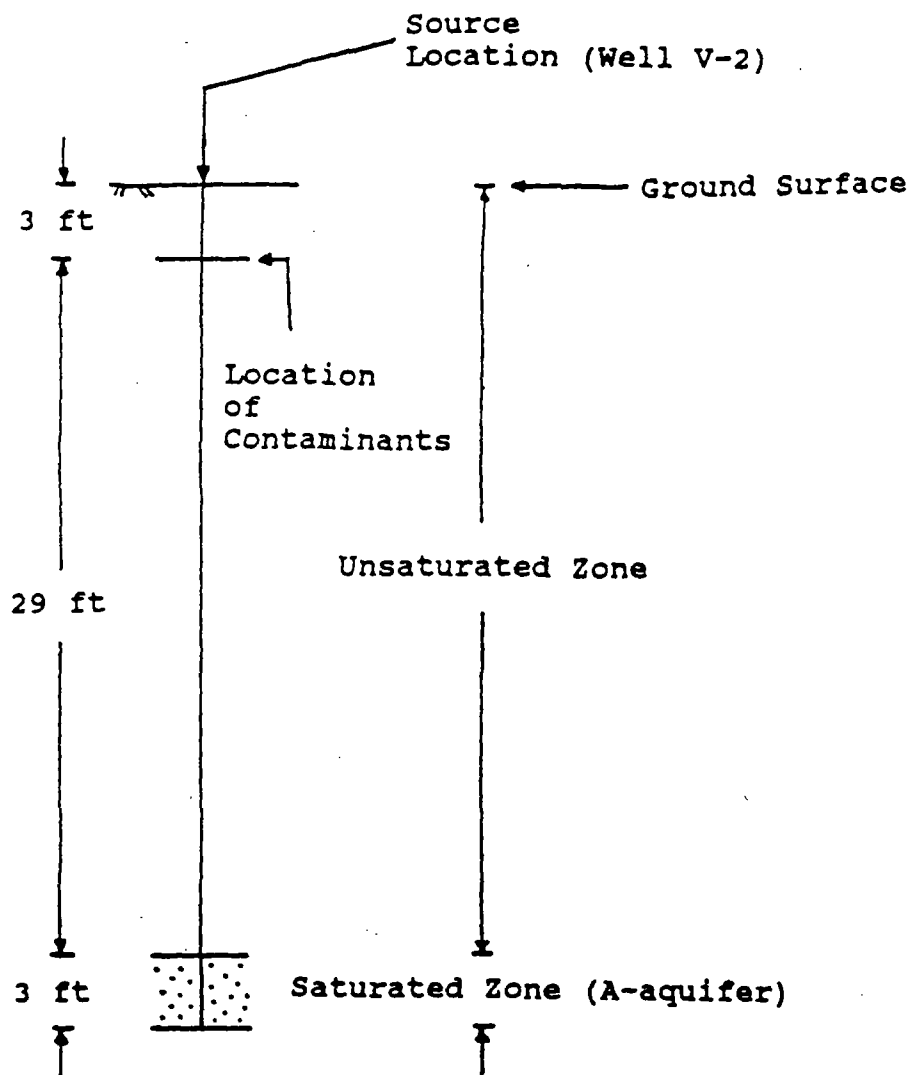 Source
Location (Well V-2)
Ground Surface
3 ft
Location
of
Contaminants
Unsaturated Zone
29 ft
3 ft
Saturated Zone (A-aquifer)